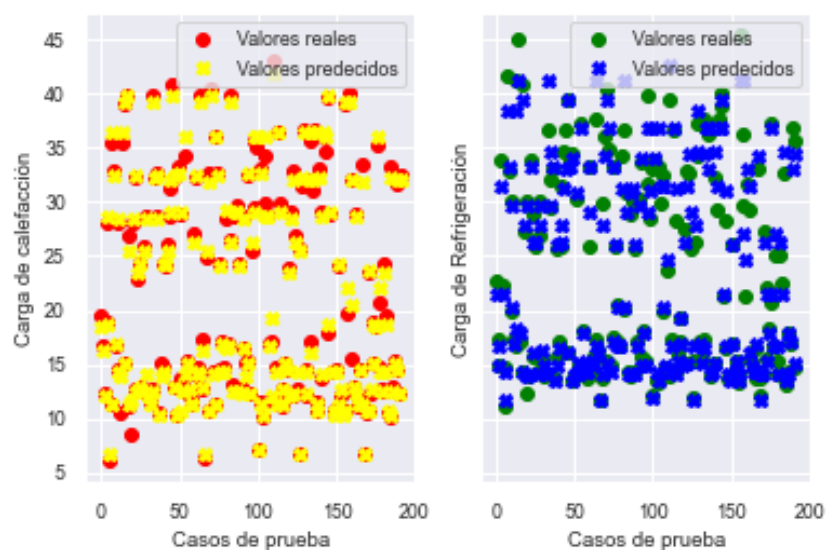 Valores reales
Valores predecidos
45
40
35
30
25
20
15
10
5
Carga de calefacción
0
50
100
150
200
Casos de prueba
Valores reales
Valores predecidos
Carga de Refrigeración
0
50
100
150
200
Casos de prueba